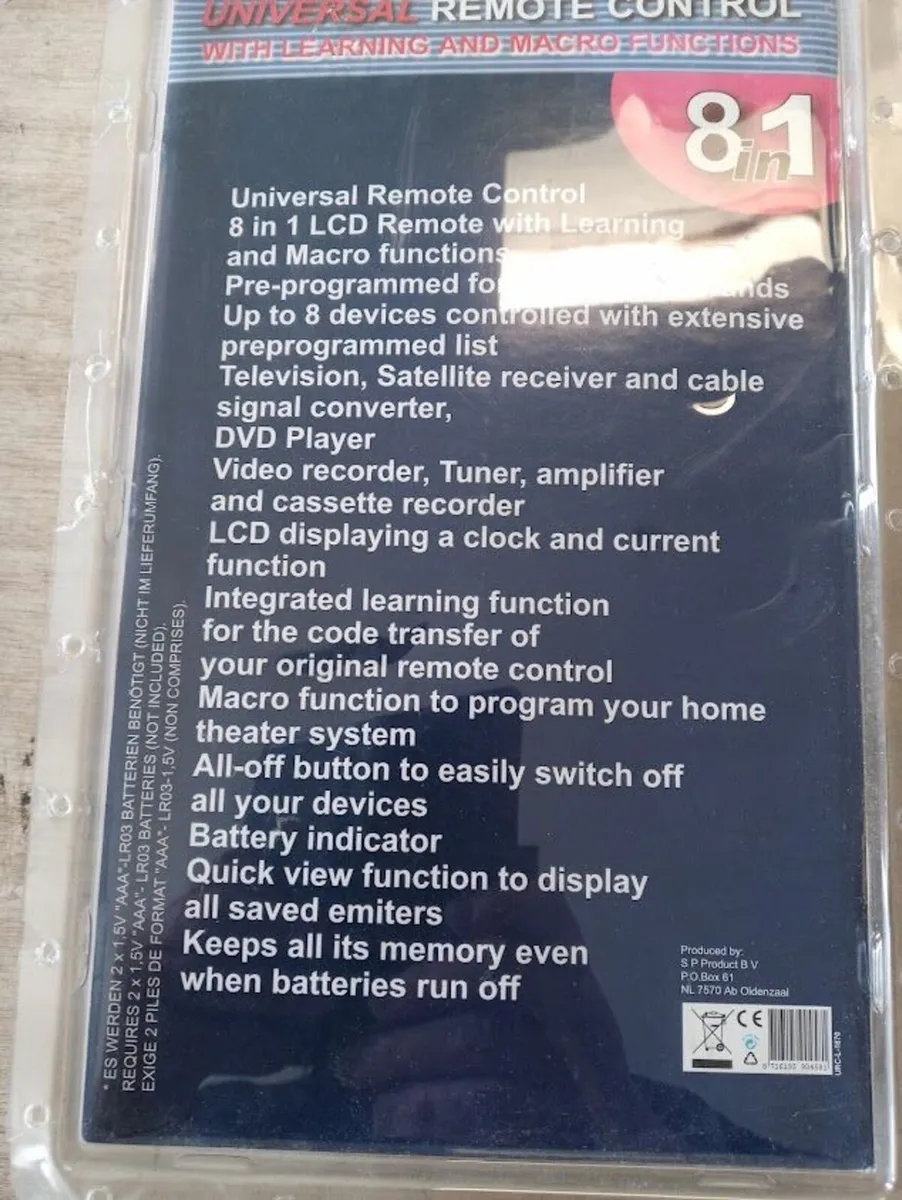 UNIVERSAL REMOTE CONTROL
WITH LEARNING AND MACRO FUNCTIONS
8 in 1
Universal Remote Control
8 in 1 LCD Remote with Learning
and Macro functions
Pre-programmed
Up to 8 devices controlled with extensive
preprogrammed list
Television, Satellite receiver and cable
signal converter,
DVD Player
Video recorder, Tuner, amplifier
and cassette recorder
LCD displaying a clock and current
function
Integrated learning function
for the code transfer of
your original remote control
Macro function to program your home
theater system
All-off button to easily switch off
all your devices
Battery indicator
Quick view function to display
all saved emiters
Keeps all its memory even
when batteries run off
* ES WERDEN 2 x 1,5V "AAA"-LR03 BATTERIEN BENÖTIGT (NICHT IM LIEFERUMFANG).
REQUIRES 2 x 1,5V "AAA"- LR03 BATTERIES (NOT INCLUDED).
EXIGE 2 PILES DE FORMAT "AAA"- LR03-1,5V (NON COMPRISES).
Produced by:
S P Product B V
P.O.Box 61
NL 7570 Ab Oldenzaal
CE